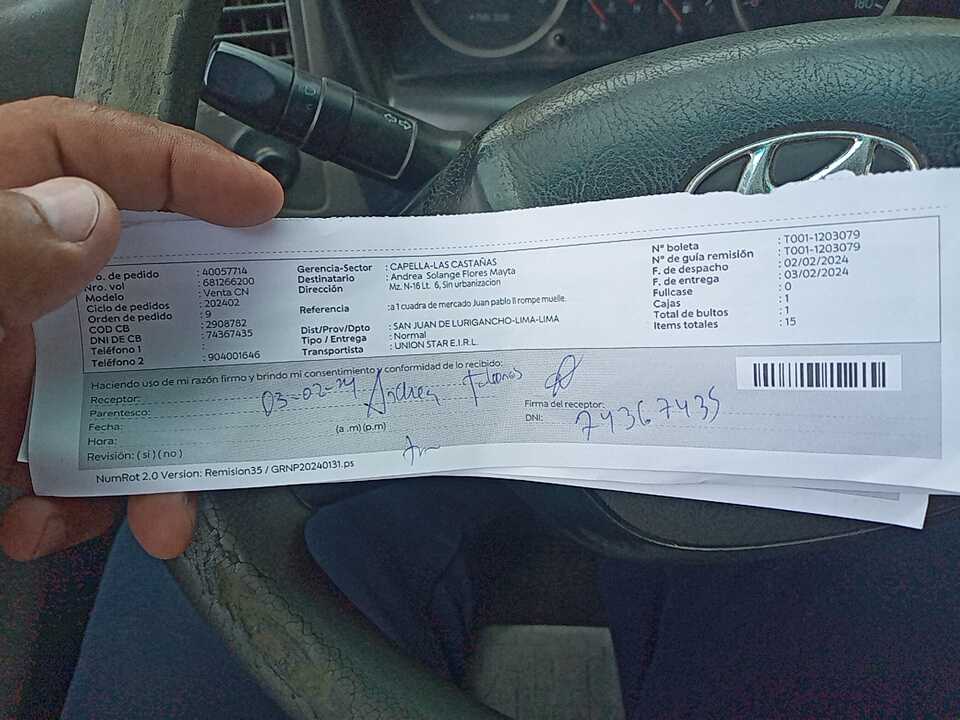 No. de pedido : 40057714
Nro. vol : 681266200
Modelo : Venta CN
Ciclo de pedidos : 202402
Orden de pedido : 9
COD CB : 2908782
DNI DE CB : 74367435
Teléfono 1 :
Teléfono 2 : 904001646
Gerencia-Sector : CAPELLA-LAS CASTAÑAS
Destinatario : Andrea Solange Flores Mayta
Dirección Mz. N-16 Lt. 6, Sin urbanizacion
Referencia : a 1 cuadra de mercado Juan pablo II rompe muelle.
Dist/Prov/Dpto : SAN JUAN DE LURIGANCHO-LIMA-LIMA
Tipo / Entrega : Normal
Transportista : UNION STAR E.I.R.L.
N° boleta : T001-1203079
N° de guía remisión : T001-1203079
F. de despacho : 02/02/2024
F. de entrega : 03/02/2024
Fullcase : 0
Cajas : 1
Total de bultos : 1
Items totales : 15
Haciendo uso de mi razón firmo y brindo mi consentimiento y conformidad de lo recibido:
Receptor: 03-02-24 Andrea
Parentesco:
Fecha:
Hora: (a .m) (p.m)
Revisión: ( si ) ( no )
Firma del receptor:
DNI: 74367435
NumRot 2.0 Version: Remision35 / GRNP20240131.ps
180